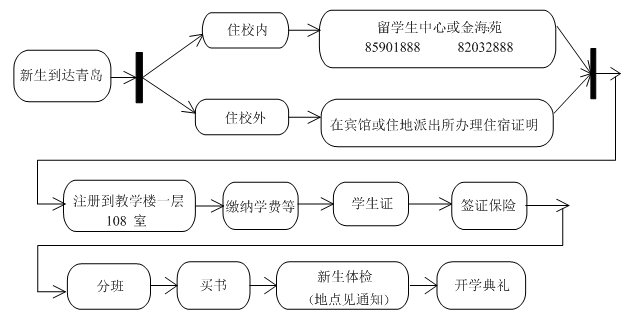 新生到达青岛
住校内
留学生中心或金海苑
85901888 82032888
住校外
在宾馆或住地派出所办理住宿证明
注册到教学楼一层
108 室
缴纳学费等
学生证
签证保险
分班
买书
新生体检
（地点见通知）
开学典礼